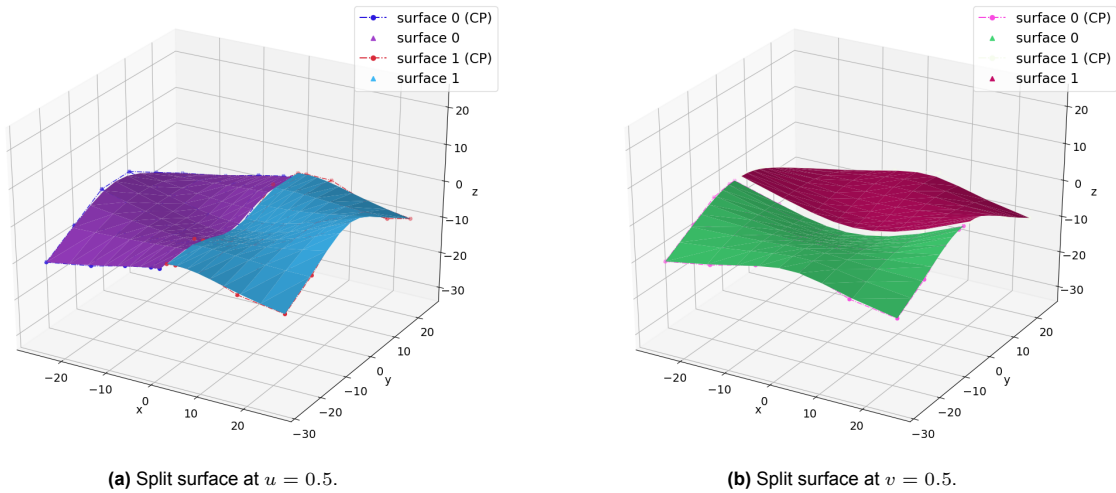 surface 0 (CP)
surface 0
surface 1 (CP)
surface 1
20
10
0
z
−10
−20
−30
20
10
0
y
−10
−20
−30
−20
−10
0
x
10
20
(a) Split surface at u = 0.5.
surface 0 (CP)
surface 0
surface 1 (CP)
surface 1
20
10
0
z
−10
−20
−30
20
10
0
y
−10
−20
−30
−20
−10
0
x
10
20
(b) Split surface at v = 0.5.